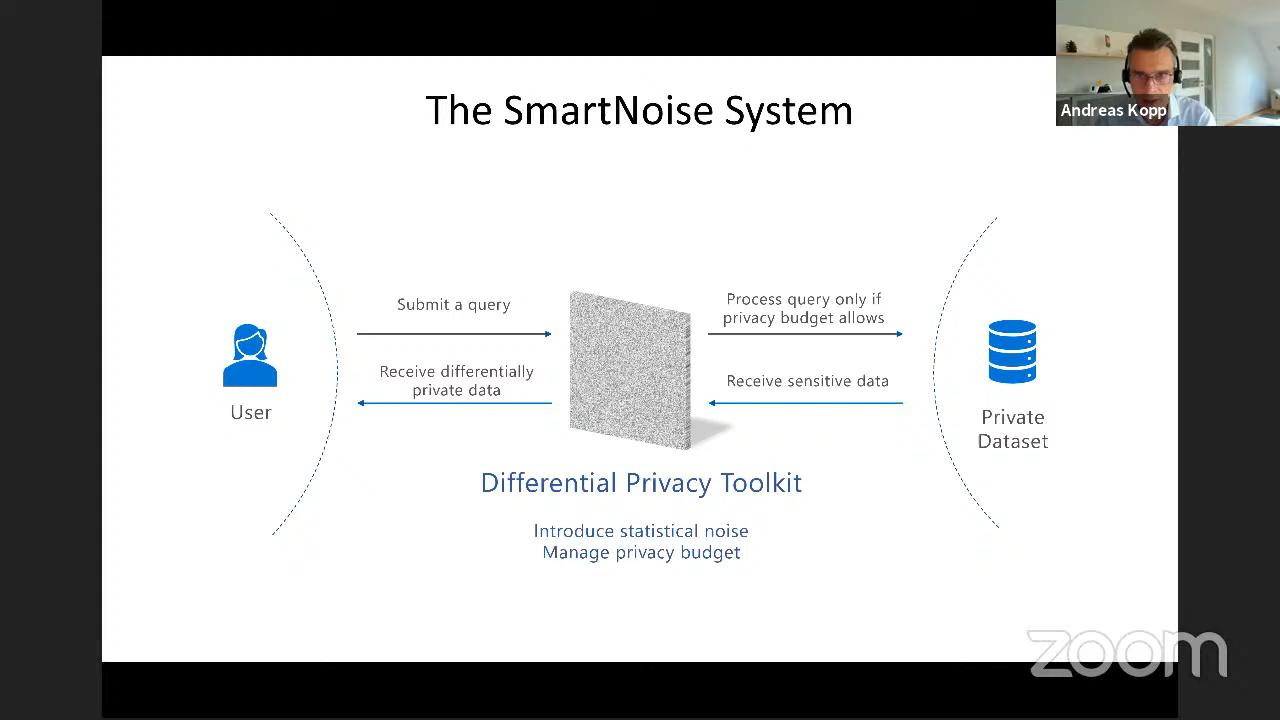 The SmartNoise System
Andreas Kopp
Submit a query
Process query only if
privacy budget allows
Receive differentially
private data
Receive sensitive data
User
Private
Dataset
Differential Privacy Toolkit
Introduce statistical noise
Manage privacy budget
zoom